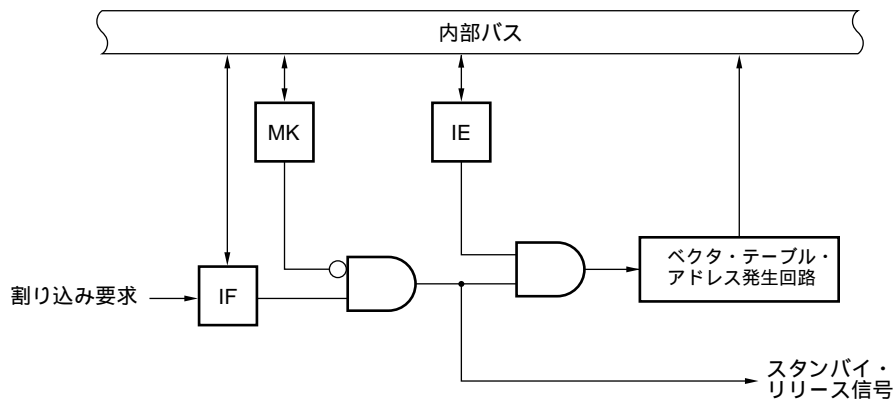 内部バス
MK
IE
ベクタ・テーブル・
アドレス発生回路
割り込み要求
IF
スタンバイ・
リリース信号